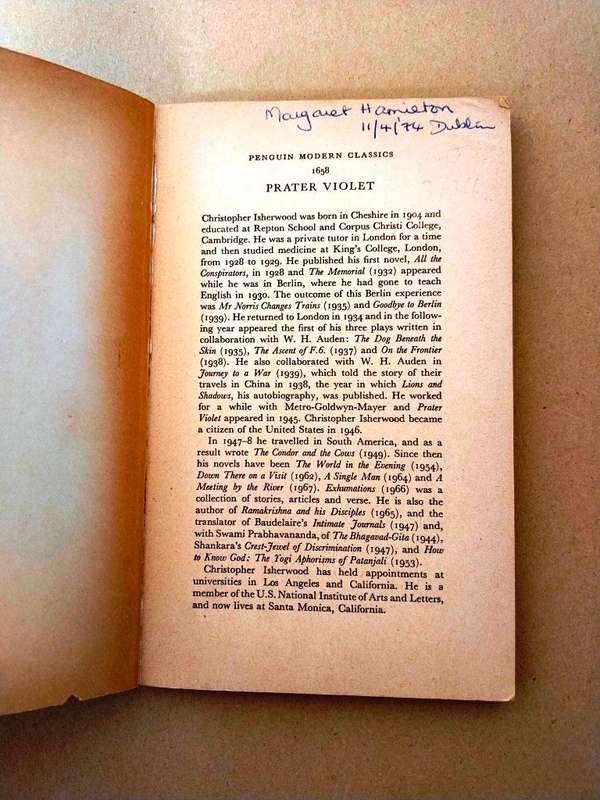 Margaret Hamilton
11/4/'74 Dublin
PENGUIN MODERN CLASSICS
1658
PRATER VIOLET
Christopher Isherwood was born in Cheshire in 1904 and
educated at Repton School and Corpus Christi College,
Cambridge. He was a private tutor in London for a time
and then studied medicine at King's College, London,
from 1928 to 1929. He published his first novel, All the
Conspirators, in 1928 and The Memorial (1932) appeared
while he was in Berlin, where he had gone to teach
English in 1930. The outcome of this Berlin experience
was Mr Norris Changes Trains (1935) and Goodbye to Berlin
(1939). He returned to London in 1934 and in the follow-
ing year appeared the first of his three plays written in
collaboration with W. H. Auden: The Dog Beneath the
Skin (1935), The Ascent of F.6. (1937) and On the Frontier
(1938). He also collaborated with W. H. Auden in
Journey to a War (1939), which told the story of their
travels in China in 1938, the year in which Lions and
Shadows, his autobiography, was published. He worked
for a while with Metro-Goldwyn-Mayer and Prater
Violet appeared in 1945. Christopher Isherwood became
a citizen of the United States in 1946.
In 1947-8 he travelled in South America, and as a
result wrote The Condor and the Cows (1949). Since then
his novels have been The World in the Evening (1954),
Down There on a Visit (1962), A Single Man (1964) and A
Meeting by the River (1967). Exhumations (1966) was a
collection of stories, articles and verse. He is also the
author of Ramakrishna and his Disciples (1965), and the
translator of Baudelaire's Intimate Journals (1947) and,
with Swami Prabhavananda, of The Bhagavad-Gita (1944),
Shankara's Crest-Jewel of Discrimination (1947), and How
to Know God: The Yogi Aphorisms of Patanjali (1953).
Christopher Isherwood has held appointments at
universities in Los Angeles and California. He is a
member of the U.S. National Institute of Arts and Letters,
and now lives at Santa Monica, California.